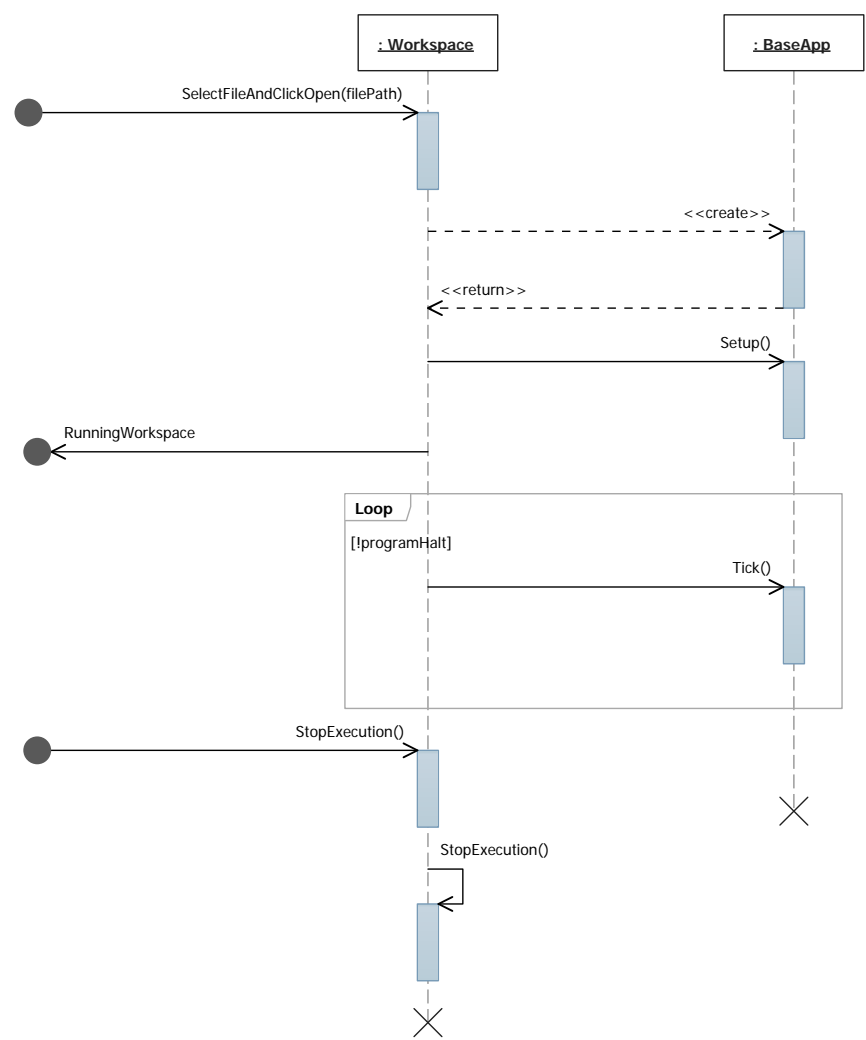 : Workspace
: BaseApp
SelectFileAndClickOpen(filePath)
<<create>>
<<return>>
Setup()
RunningWorkspace
Loop
[!programHalt]
Tick()
StopExecution()
StopExecution()